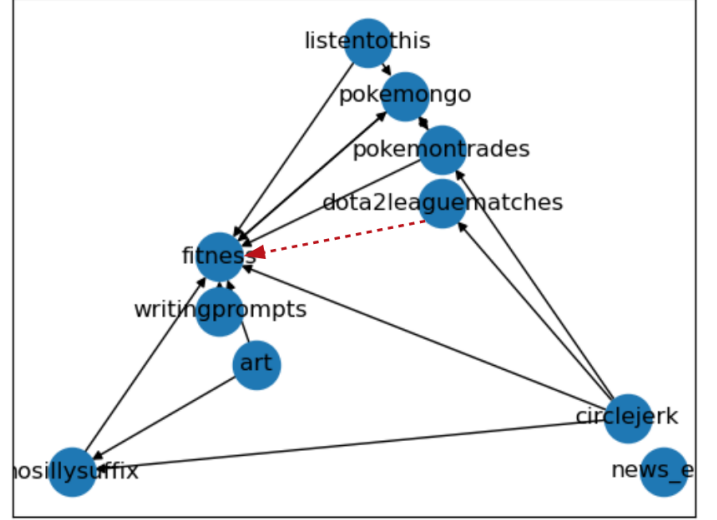 listentothis
pokemongo
pokemontrades
dota2leaguematches
fitness
writingprompts
art
circlejerk
nosillysuffix
news_e